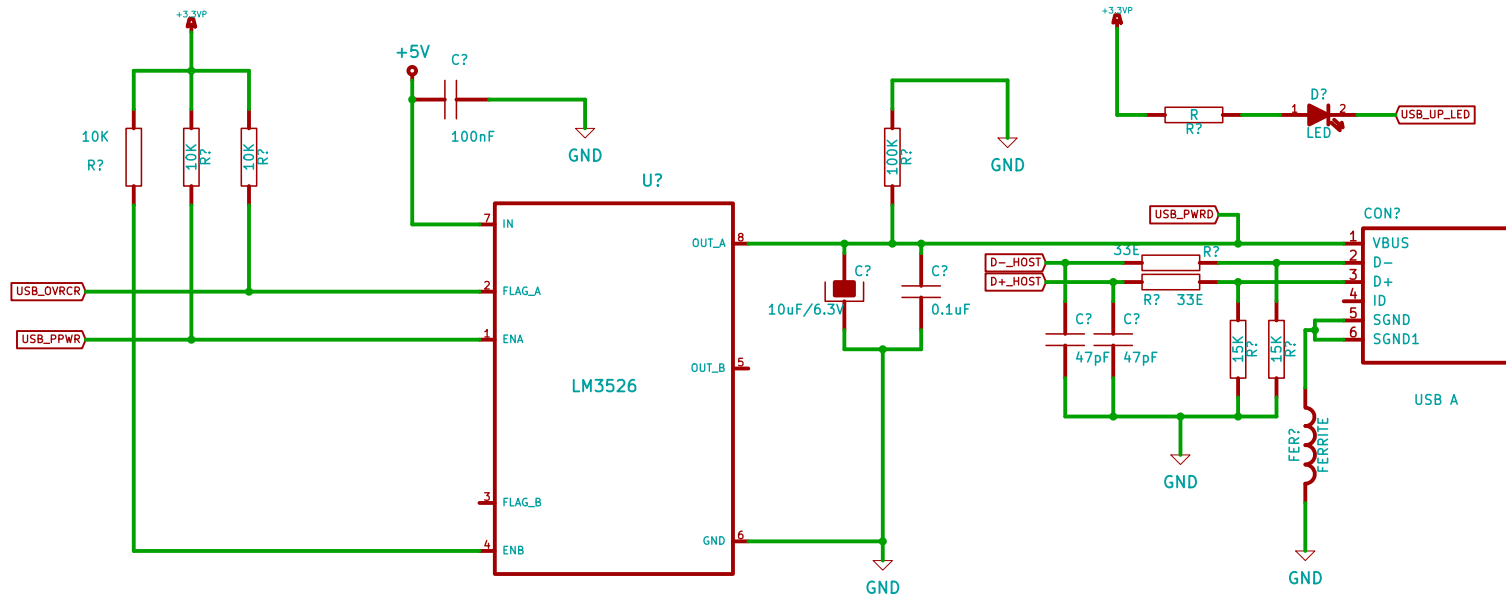 +3.3VP
10K
R?
10K
R?
10K
R?
USB_OVRCR
USB_PPWR
+5V
C?
100nF
GND
U?
7
IN
2
FLAG_A
1
ENA
3
FLAG_B
4
ENB
LM3526
OUT_A
8
OUT_B
5
GND
6
100K
R?
GND
C?
10uF/6.3V
C?
0.1uF
GND
+3.3VP
R
R?
D?
1
2
LED
USB_UP_LED
USB_PWRD
D-_HOST
D+_HOST
33E
R?
R?
33E
C?
47pF
C?
47pF
15K
R?
15K
R?
GND
CON?
1
VBUS
2
D-
3
D+
4
ID
5
SGND
6
SGND1
USB A
FER?
FERRITE
GND